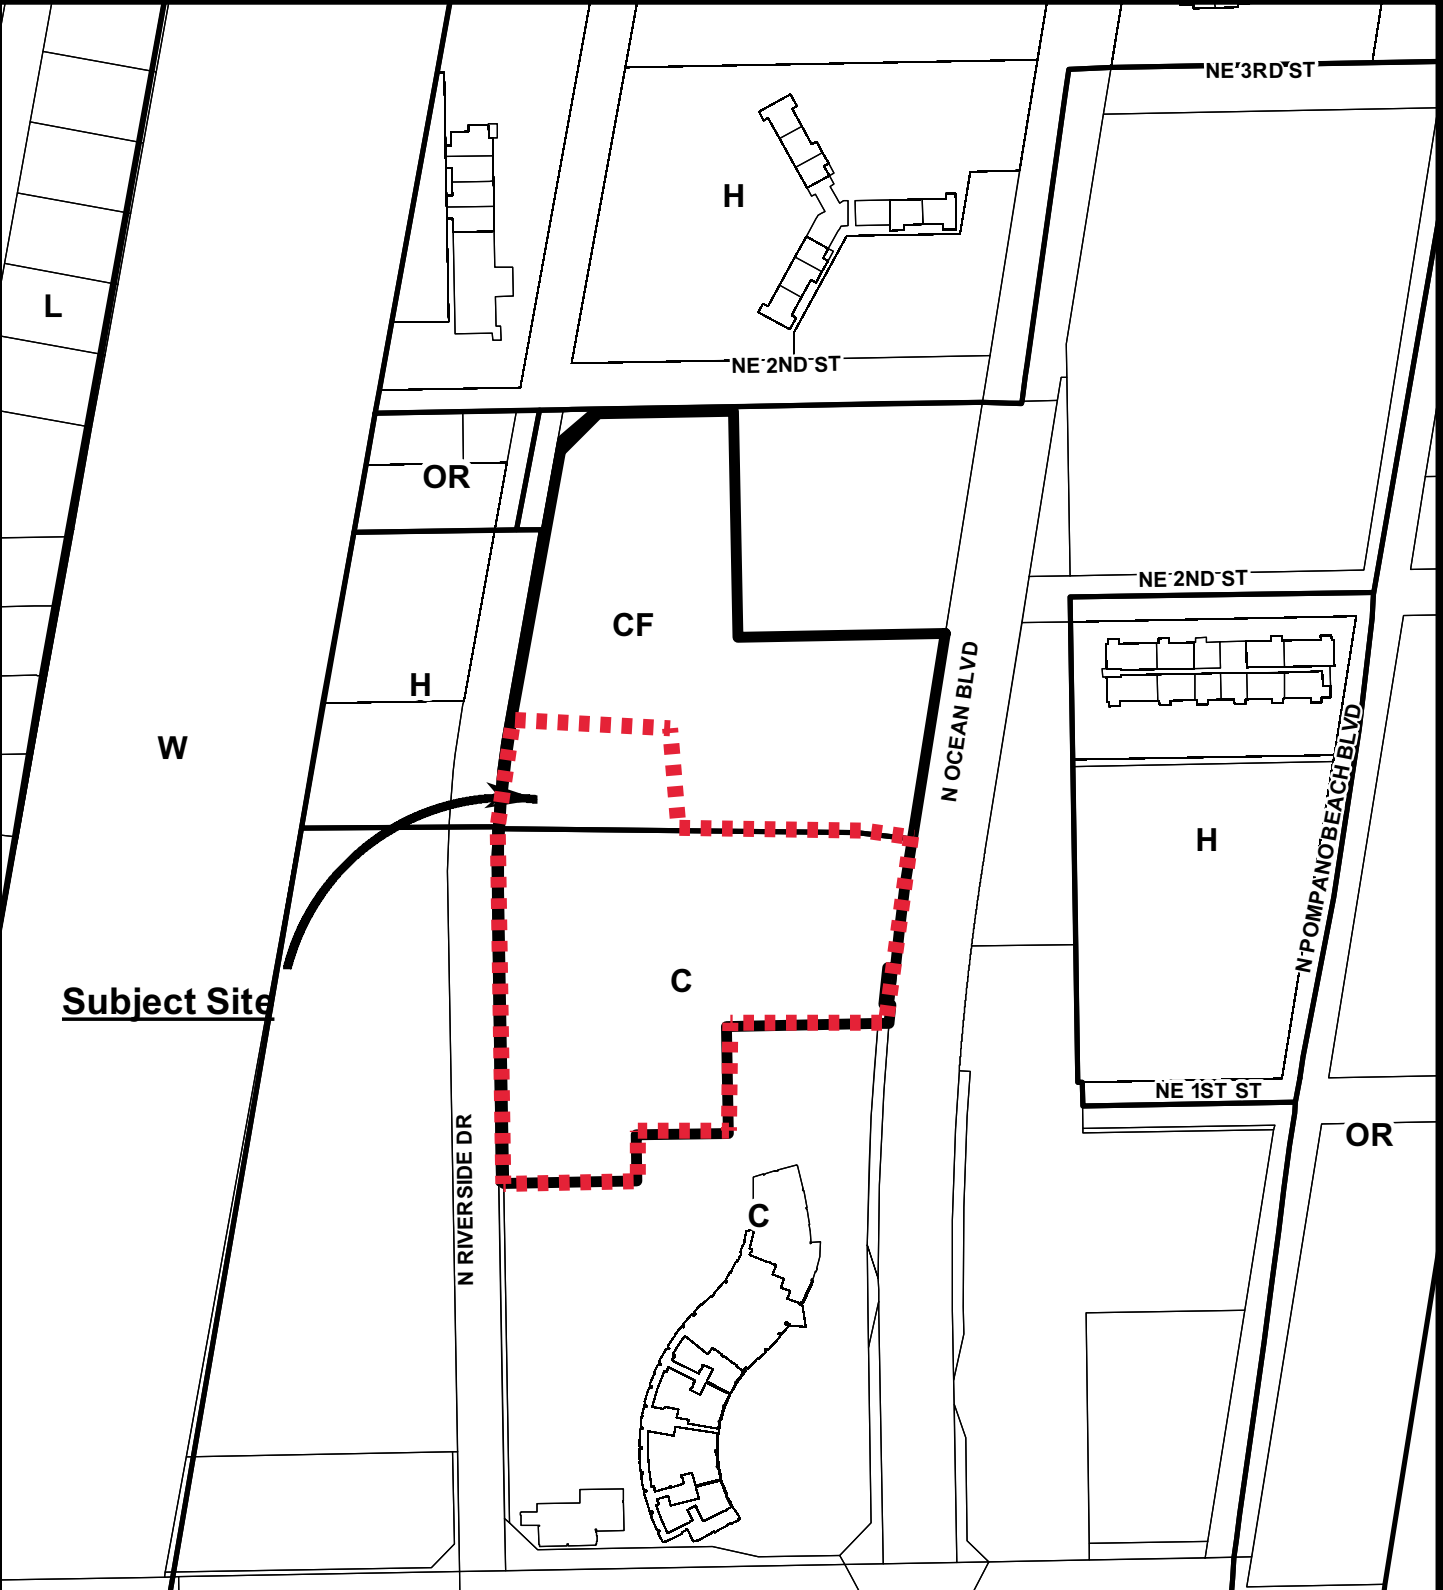 NE 3RD ST
H
L
NE 2ND ST
OR
NE 2ND ST
CF
H
N OCEAN BLVD
W
N POMPANO BEACH BLVD
H
C
Subject Site
NE 1ST ST
OR
N RIVERSIDE DR
C